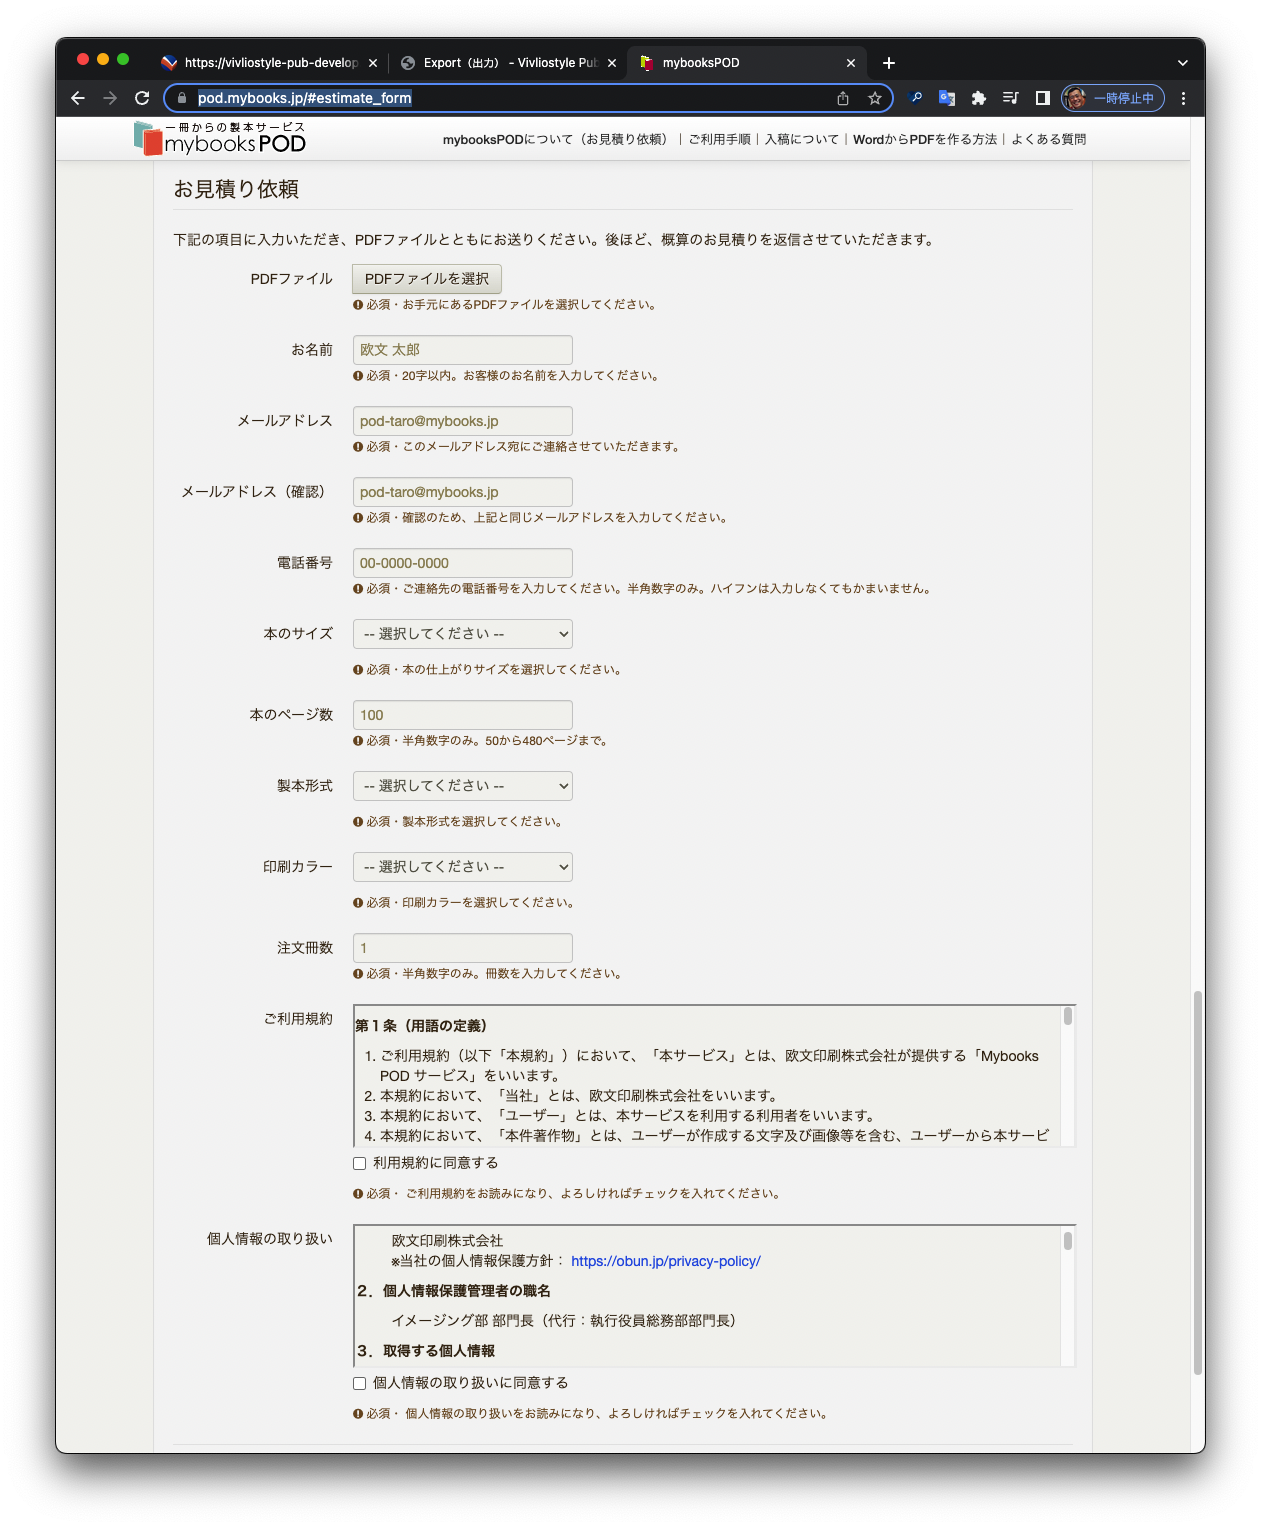 https://vivliostyle-pub-develop
Export（出力） - Vivliostyle Pub
mybooksPOD
pod.mybooks.jp/#estimate_form
一時停止中
一冊からの製本サービス
mybooksPOD
mybooksPODについて（お見積り依頼）｜ご利用手順｜入稿について｜WordからPDFを作る方法｜よくある質問
お見積り依頼
下記の項目に入力いただき、PDFファイルとともにお送りください。後ほど、概算のお見積りを返信させていただきます。
PDFファイル PDFファイルを選択
必須・お手元にあるPDFファイルを選択してください。
お名前 欧文 太郎
必須・20字以内。お客様のお名前を入力してください。
メールアドレス pod-taro@mybooks.jp
必須・このメールアドレス宛にご連絡させていただきます。
メールアドレス（確認） pod-taro@mybooks.jp
必須・確認のため、上記と同じメールアドレスを入力してください。
電話番号 00-0000-0000
必須・ご連絡先の電話番号を入力してください。半角数字のみ。ハイフンは入力しなくてもかまいません。
本のサイズ -- 選択してください --
必須・本の仕上がりサイズを選択してください。
本のページ数 100
必須・半角数字のみ。50から480ページまで。
製本形式 -- 選択してください --
必須・製本形式を選択してください。
印刷カラー -- 選択してください --
必須・印刷カラーを選択してください。
注文冊数 1
必須・半角数字のみ。冊数を入力してください。
ご利用規約
第１条（用語の定義）
1. ご利用規約（以下「本規約」）において、「本サービス」とは、欧文印刷株式会社が提供する「Mybooks
POD サービス」をいいます。
2. 本規約において、「当社」とは、欧文印刷株式会社をいいます。
3. 本規約において、「ユーザー」とは、本サービスを利用する利用者をいいます。
4. 本規約において、「本件著作物」とは、ユーザーが作成する文字及び画像等を含む、ユーザーから本サービ
利用規約に同意する
必須・ ご利用規約をお読みになり、よろしければチェックを入れてください。
個人情報の取り扱い
欧文印刷株式会社
※当社の個人情報保護方針： https://obun.jp/privacy-policy/
２．個人情報保護管理者の職名
イメージング部 部門長（代行：執行役員総務部部門長）
３．取得する個人情報
個人情報の取り扱いに同意する
必須・ 個人情報の取り扱いをお読みになり、よろしければチェックを入れてください。